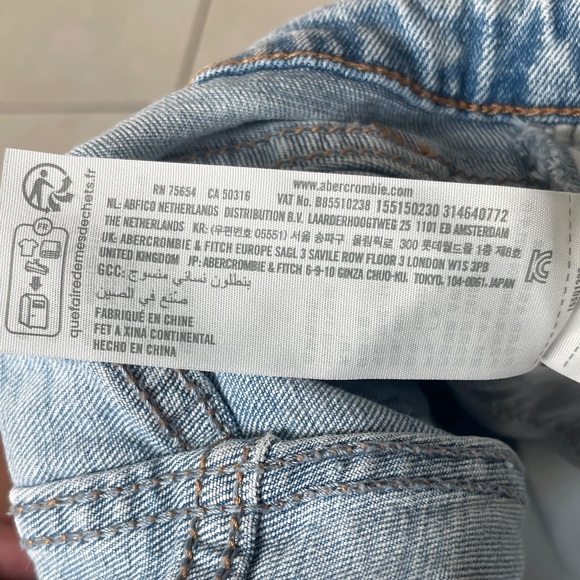 RN 75654 CA 50316 www.abercrombie.com
VAT No. B85510238 155150230 314640772
NL: ABFICO NETHERLANDS DISTRIBUTION B.V. LAARDERHOOGTWEG 25 1101 EB AMSTERDAM
THE NETHERLANDS KR: (우편번호 05551) 서울 송파구 올림픽로 300 롯데월드몰 1층 제8호
UK: ABERCROMBIE & FITCH EUROPE SAGL 3 SAVILE ROW FLOOR 3 LONDON W1S 3PB
UNITED KINGDOM JP: ABERCROMBIE & FITCH 6-9-10 GINZA CHUO-KU, TOKYO, 104-0061 JAPAN
GCC: بنطلون نسائي منسوج
صنع في الصين
FABRIQUÉ EN CHINE
FET A XINA CONTINENTAL
HECHO EN CHINA
quefairedemesdechets.fr
FR